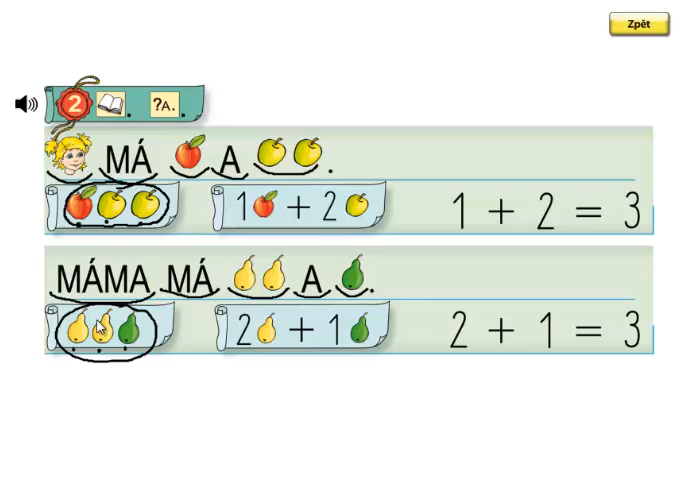 Zpět
2 . ?A. .
MÁ A .
1 + 2 1 + 2 = 3
MÁMA MÁ A .
2 + 1 2 + 1 = 3